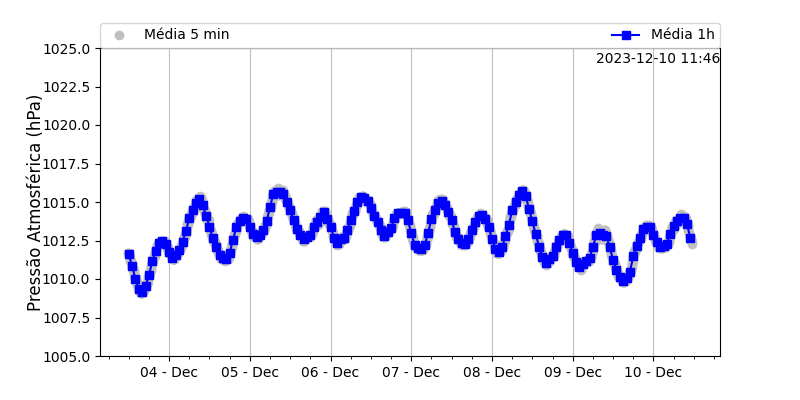 Média 5 min
Média 1h
2023-12-10 11:46
Pressão Atmosférica (hPa)
1025.0
1022.5
1020.0
1017.5
1015.0
1012.5
1010.0
1007.5
1005.0
04 - Dec
05 - Dec
06 - Dec
07 - Dec
08 - Dec
09 - Dec
10 - Dec